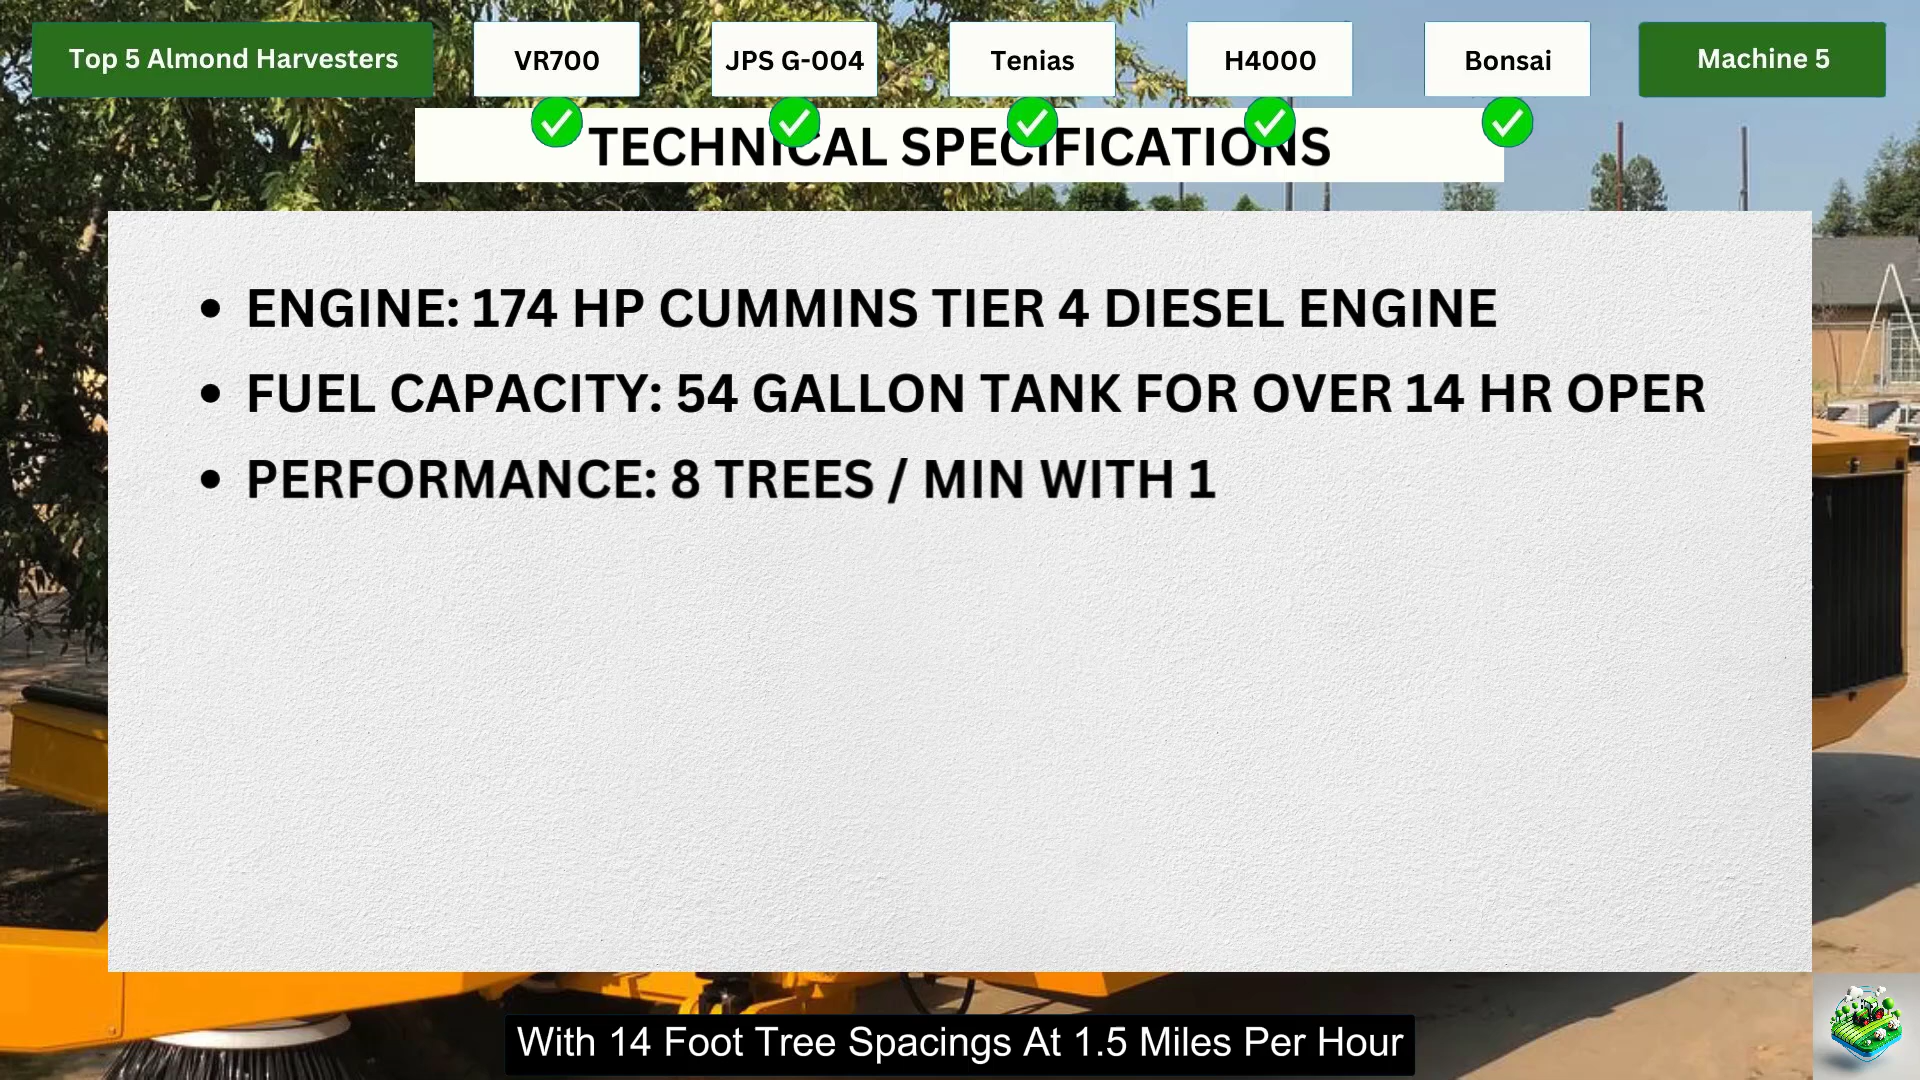 Top 5 Almond Harvesters
VR700
JPS G-004
Tenias
H4000
Bonsai
Machine 5
TECHNICAL SPECIFICATIONS
• ENGINE: 174 HP CUMMINS TIER 4 DIESEL ENGINE
• FUEL CAPACITY: 54 GALLON TANK FOR OVER 14 HR OPER
• PERFORMANCE: 8 TREES / MIN WITH 1
With 14 Foot Tree Spacings At 1.5 Miles Per Hour